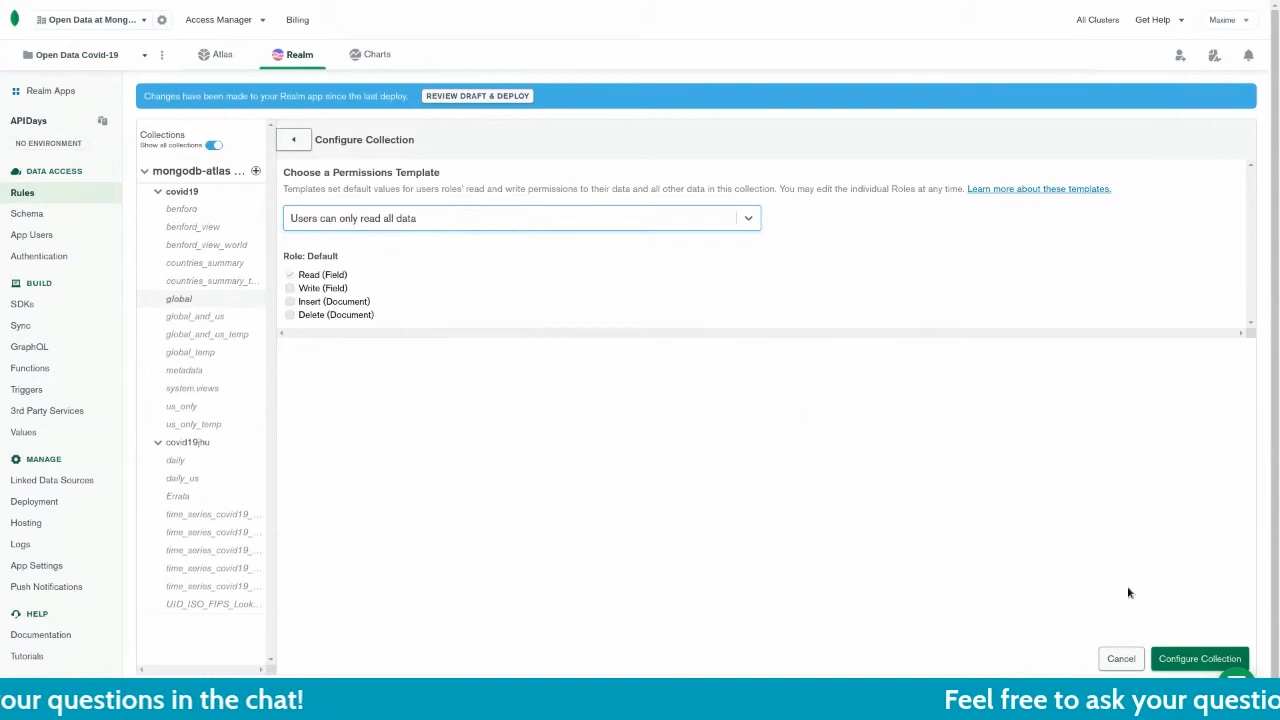 Open Data at Mong...
Access Manager
Billing
All Clusters
Get Help
Maxime
Open Data Covid-19
Atlas
Realm
Charts
Realm Apps
APIDays
NO ENVIRONMENT
DATA ACCESS
Rules
Schema
App Users
Authentication
BUILD
SDKs
Sync
GraphQL
Functions
Triggers
3rd Party Services
Values
MANAGE
Linked Data Sources
Deployment
Hosting
Logs
App Settings
Push Notifications
HELP
Documentation
Tutorials
Changes have been made to your Realm app since the last deploy.
REVIEW DRAFT & DEPLOY
Collections
Show all collections
mongodb-atlas ...
covid19
benford
benford_view
benford_view_world
countries_summary
countries_summary_t...
global
global_and_us
global_and_us_temp
global_temp
metadata
system.views
us_only
us_only_temp
covid19jhu
daily
daily_us
Errata
time_series_covid19_...
time_series_covid19_...
time_series_covid19_...
time_series_covid19_...
time_series_covid19_...
UID_ISO_FIPS_Look...
Configure Collection
Choose a Permissions Template
Templates set default values for users roles' read and write permissions to their data and all other data in this collection. You may edit the individual Roles at any time. Learn more about these templates.
Users can only read all data
Role: Default
Read (Field)
Write (Field)
Insert (Document)
Delete (Document)
Cancel
Configure Collection
our questions in the chat!
Feel free to ask your questio